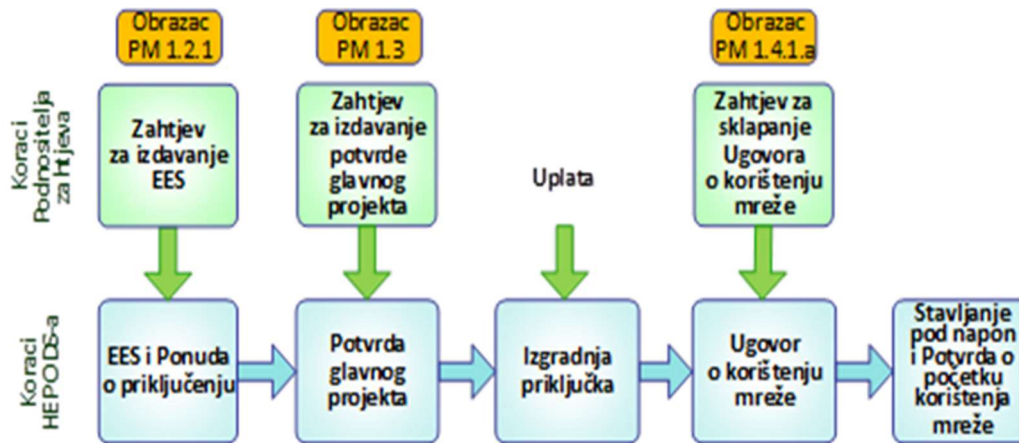 Obrazac
PM 1.2.1
Obrazac
PM 1.3
Obrazac
PM 1.4.1.a
Koraci
Podnositelja
zahtjeva
Zahtjev
za izdavanje
EES
Zahtjev
za izdavanje
potvrde
glavnog
projekta
Uplata
Zahtjev za
sklapanje
Ugovora
o korištenju
mreže
Koraci
HEP ODS-a
EES i Ponuda
o priključenju
Potvrda
glavnog
projekta
Izgradnja
priključka
Ugovor
o korištenju
mreže
Stavljanje
pod napon
i Potvrda o
početku
korištenja
mreže